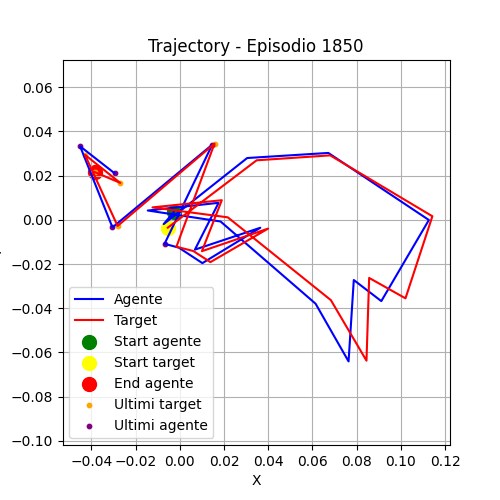 Trajectory - Episodio 1850
0.06
0.04
0.02
0.00
−0.02
−0.04
−0.06
−0.08
−0.10
Agente
Target
Start agente
Start target
End agente
Ultimi target
Ultimi agente
−0.04 −0.02 0.00 0.02 0.04 0.06 0.08 0.10 0.12
X